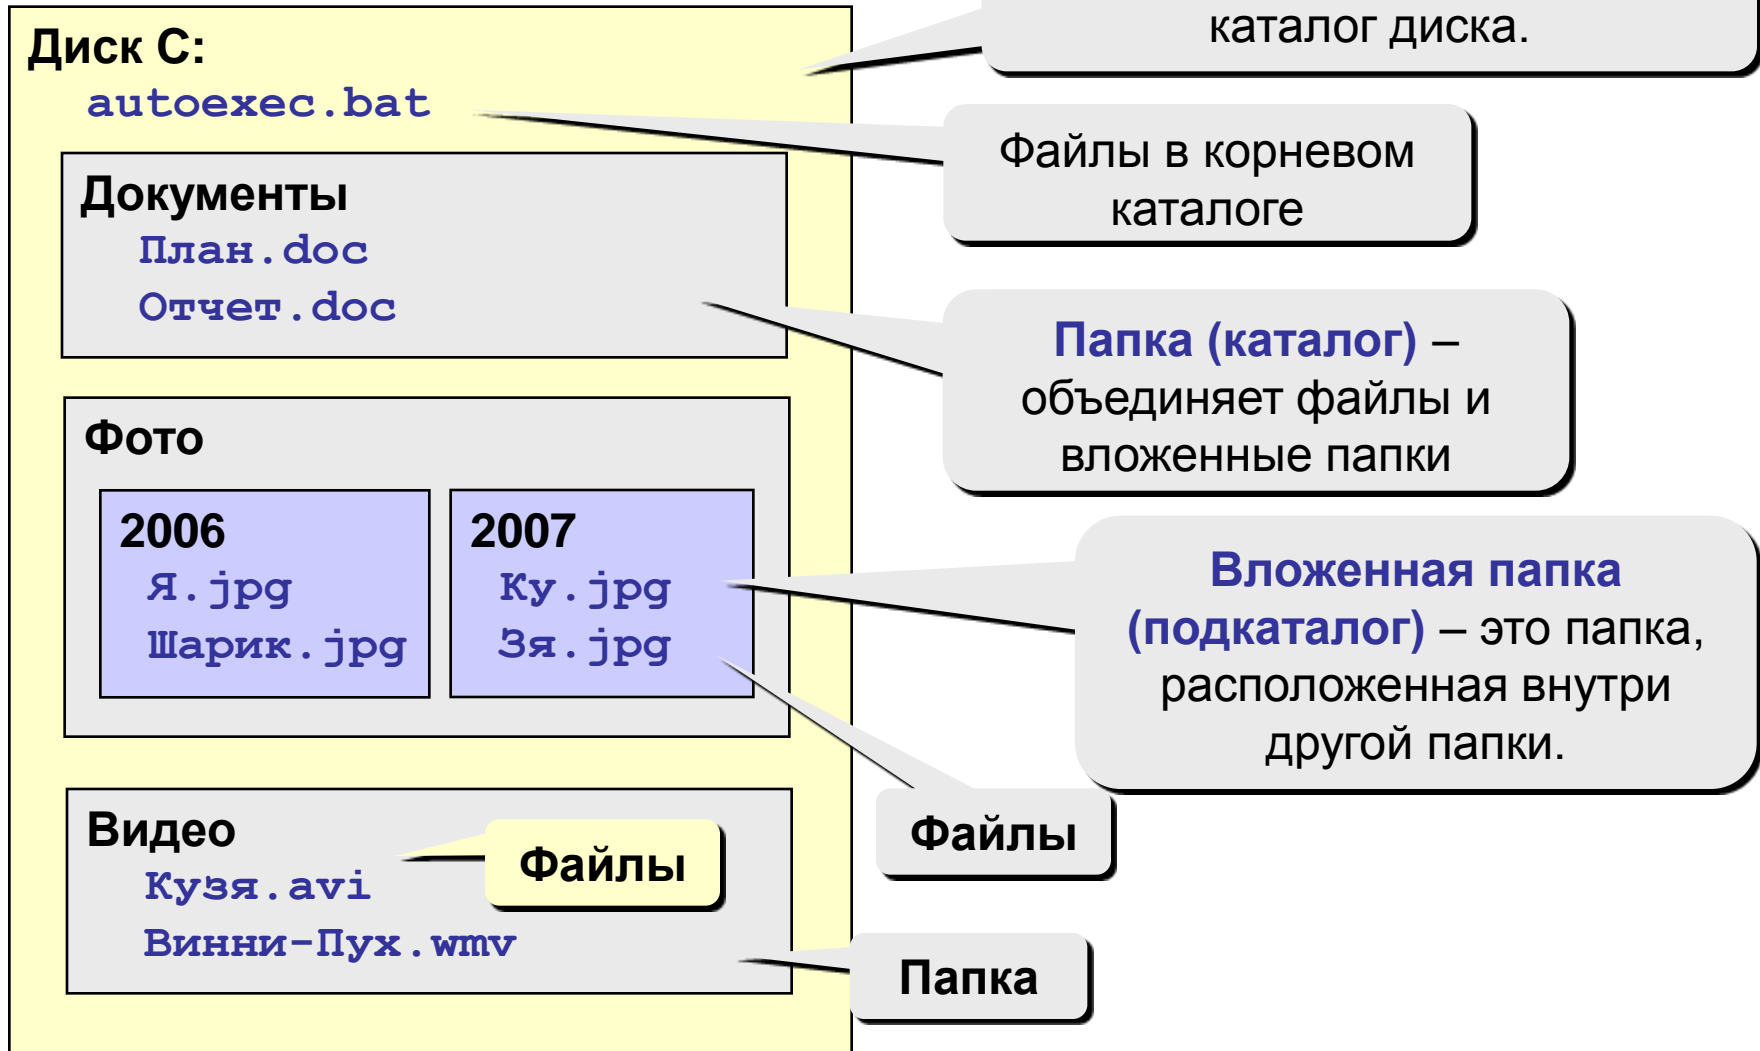 каталог диска.
Диск C:
autoexec.bat
Файлы в корневом
каталоге
Документы
План.doc
Отчет.doc
Папка (каталог) –
объединяет файлы и
вложенные папки
Фото
2006
Я.jpg
Шарик.jpg
2007
Ку.jpg
Зя.jpg
Вложенная папка
(подкаталог) – это папка,
расположенная внутри
другой папки.
Файлы
Видео
Кузя.avi
Винни-Пух.wmv
Файлы
Папка